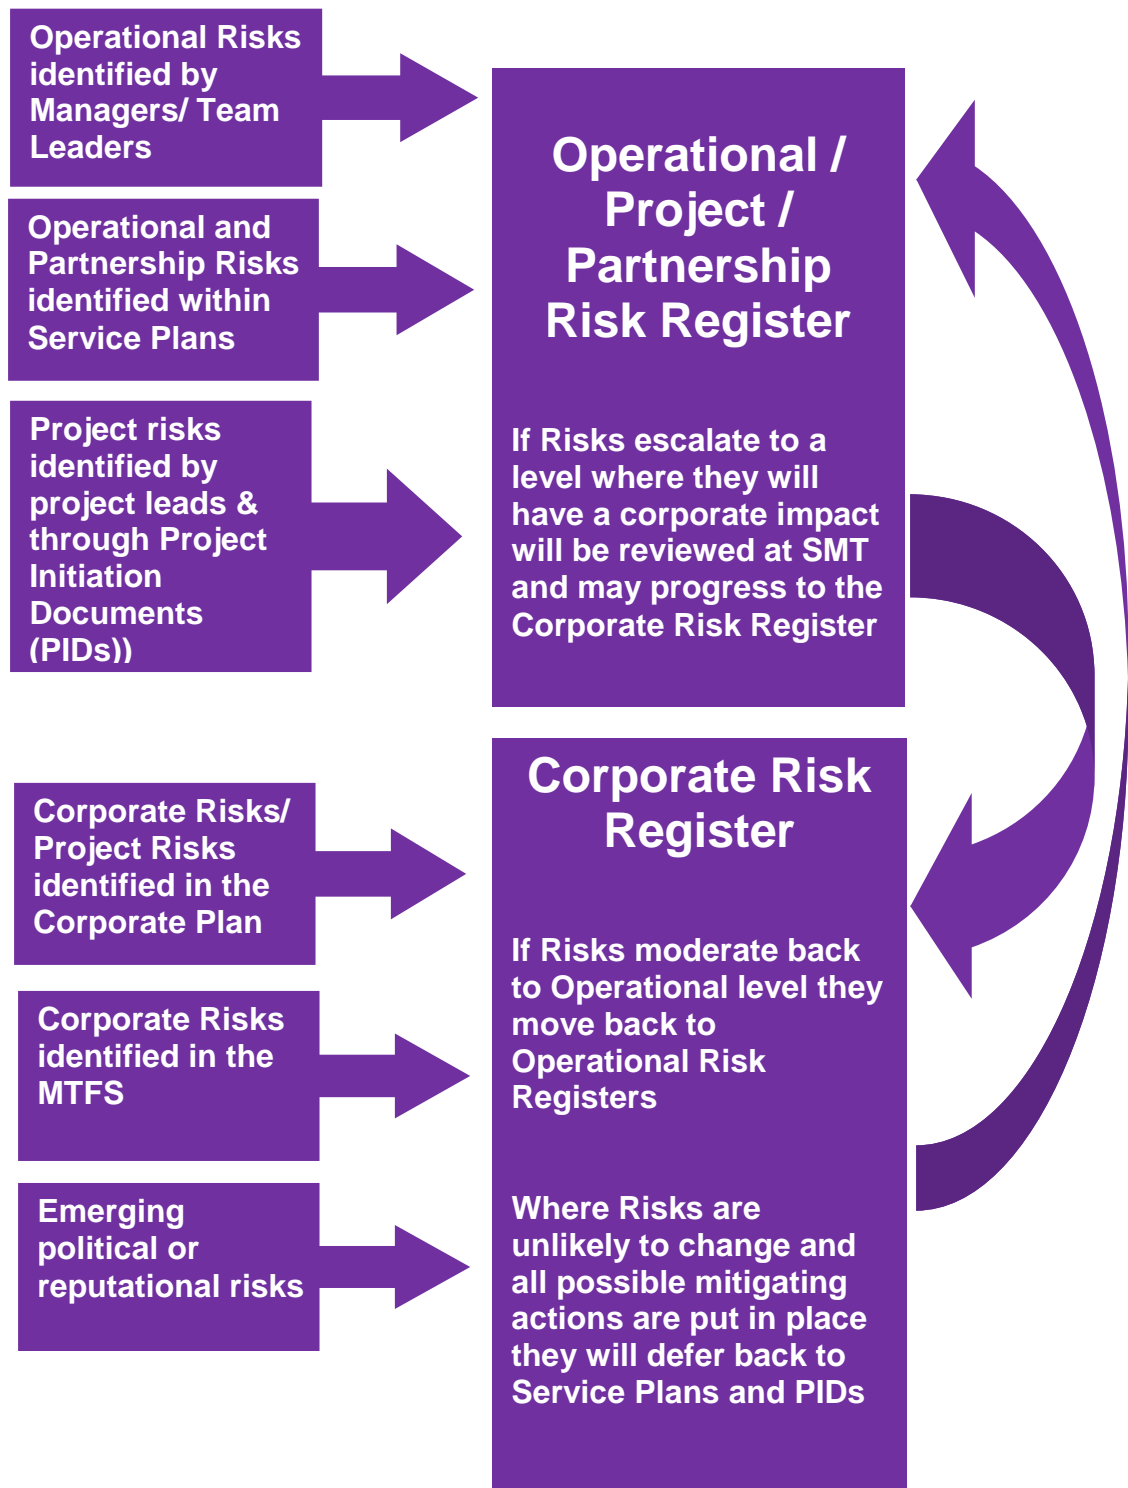 Operational Risks
identified by
Managers/ Team
Leaders
Operational and
Partnership Risks
identified within
Service Plans
Project risks
identified by
project leads &
through Project
Initiation
Documents
(PIDs))
Operational /
Project /
Partnership
Risk Register
If Risks escalate to a
level where they will
have a corporate impact
will be reviewed at SMT
and may progress to the
Corporate Risk Register
Corporate Risks/
Project Risks
identified in the
Corporate Plan
Corporate Risks
identified in the
MTFS
Emerging
political or
reputational risks
Corporate Risk
Register
If Risks moderate back
to Operational level they
move back to
Operational Risk
Registers
Where Risks are
unlikely to change and
all possible mitigating
actions are put in place
they will defer back to
Service Plans and PIDs